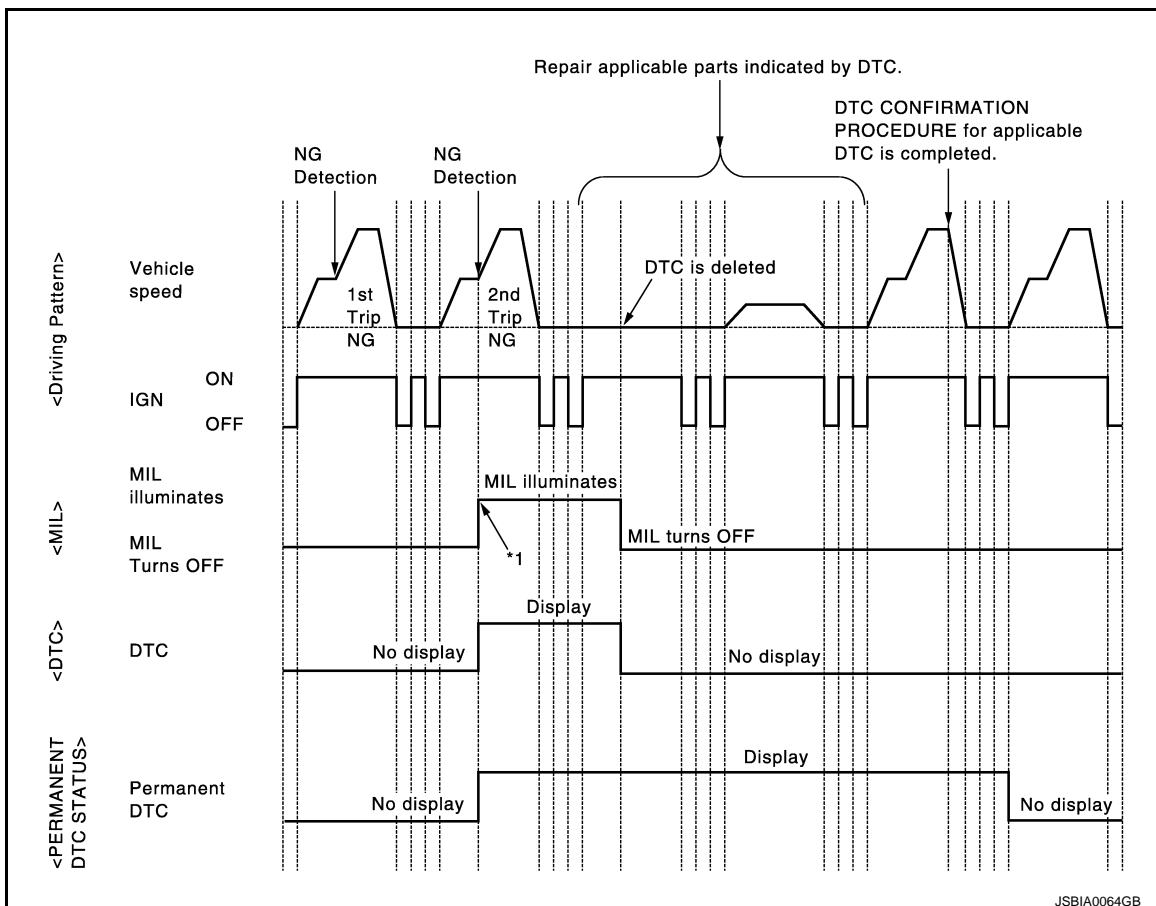 Repair applicable parts indicated by DTC.
DTC CONFIRMATION
PROCEDURE for applicable
DTC is completed.
NG
Detection
NG
Detection
<Driving Pattern>
Vehicle
speed
1st
Trip
NG
2nd
Trip
NG
DTC is deleted
IGN
ON
OFF
<MIL>
MIL
illuminates
MIL
Turns OFF
MIL illuminates
*1
MIL turns OFF
<DTC>
DTC
No display
Display
No display
<PERMANENT
DTC STATUS>
Permanent
DTC
No display
Display
No display
JSBIA0064GB